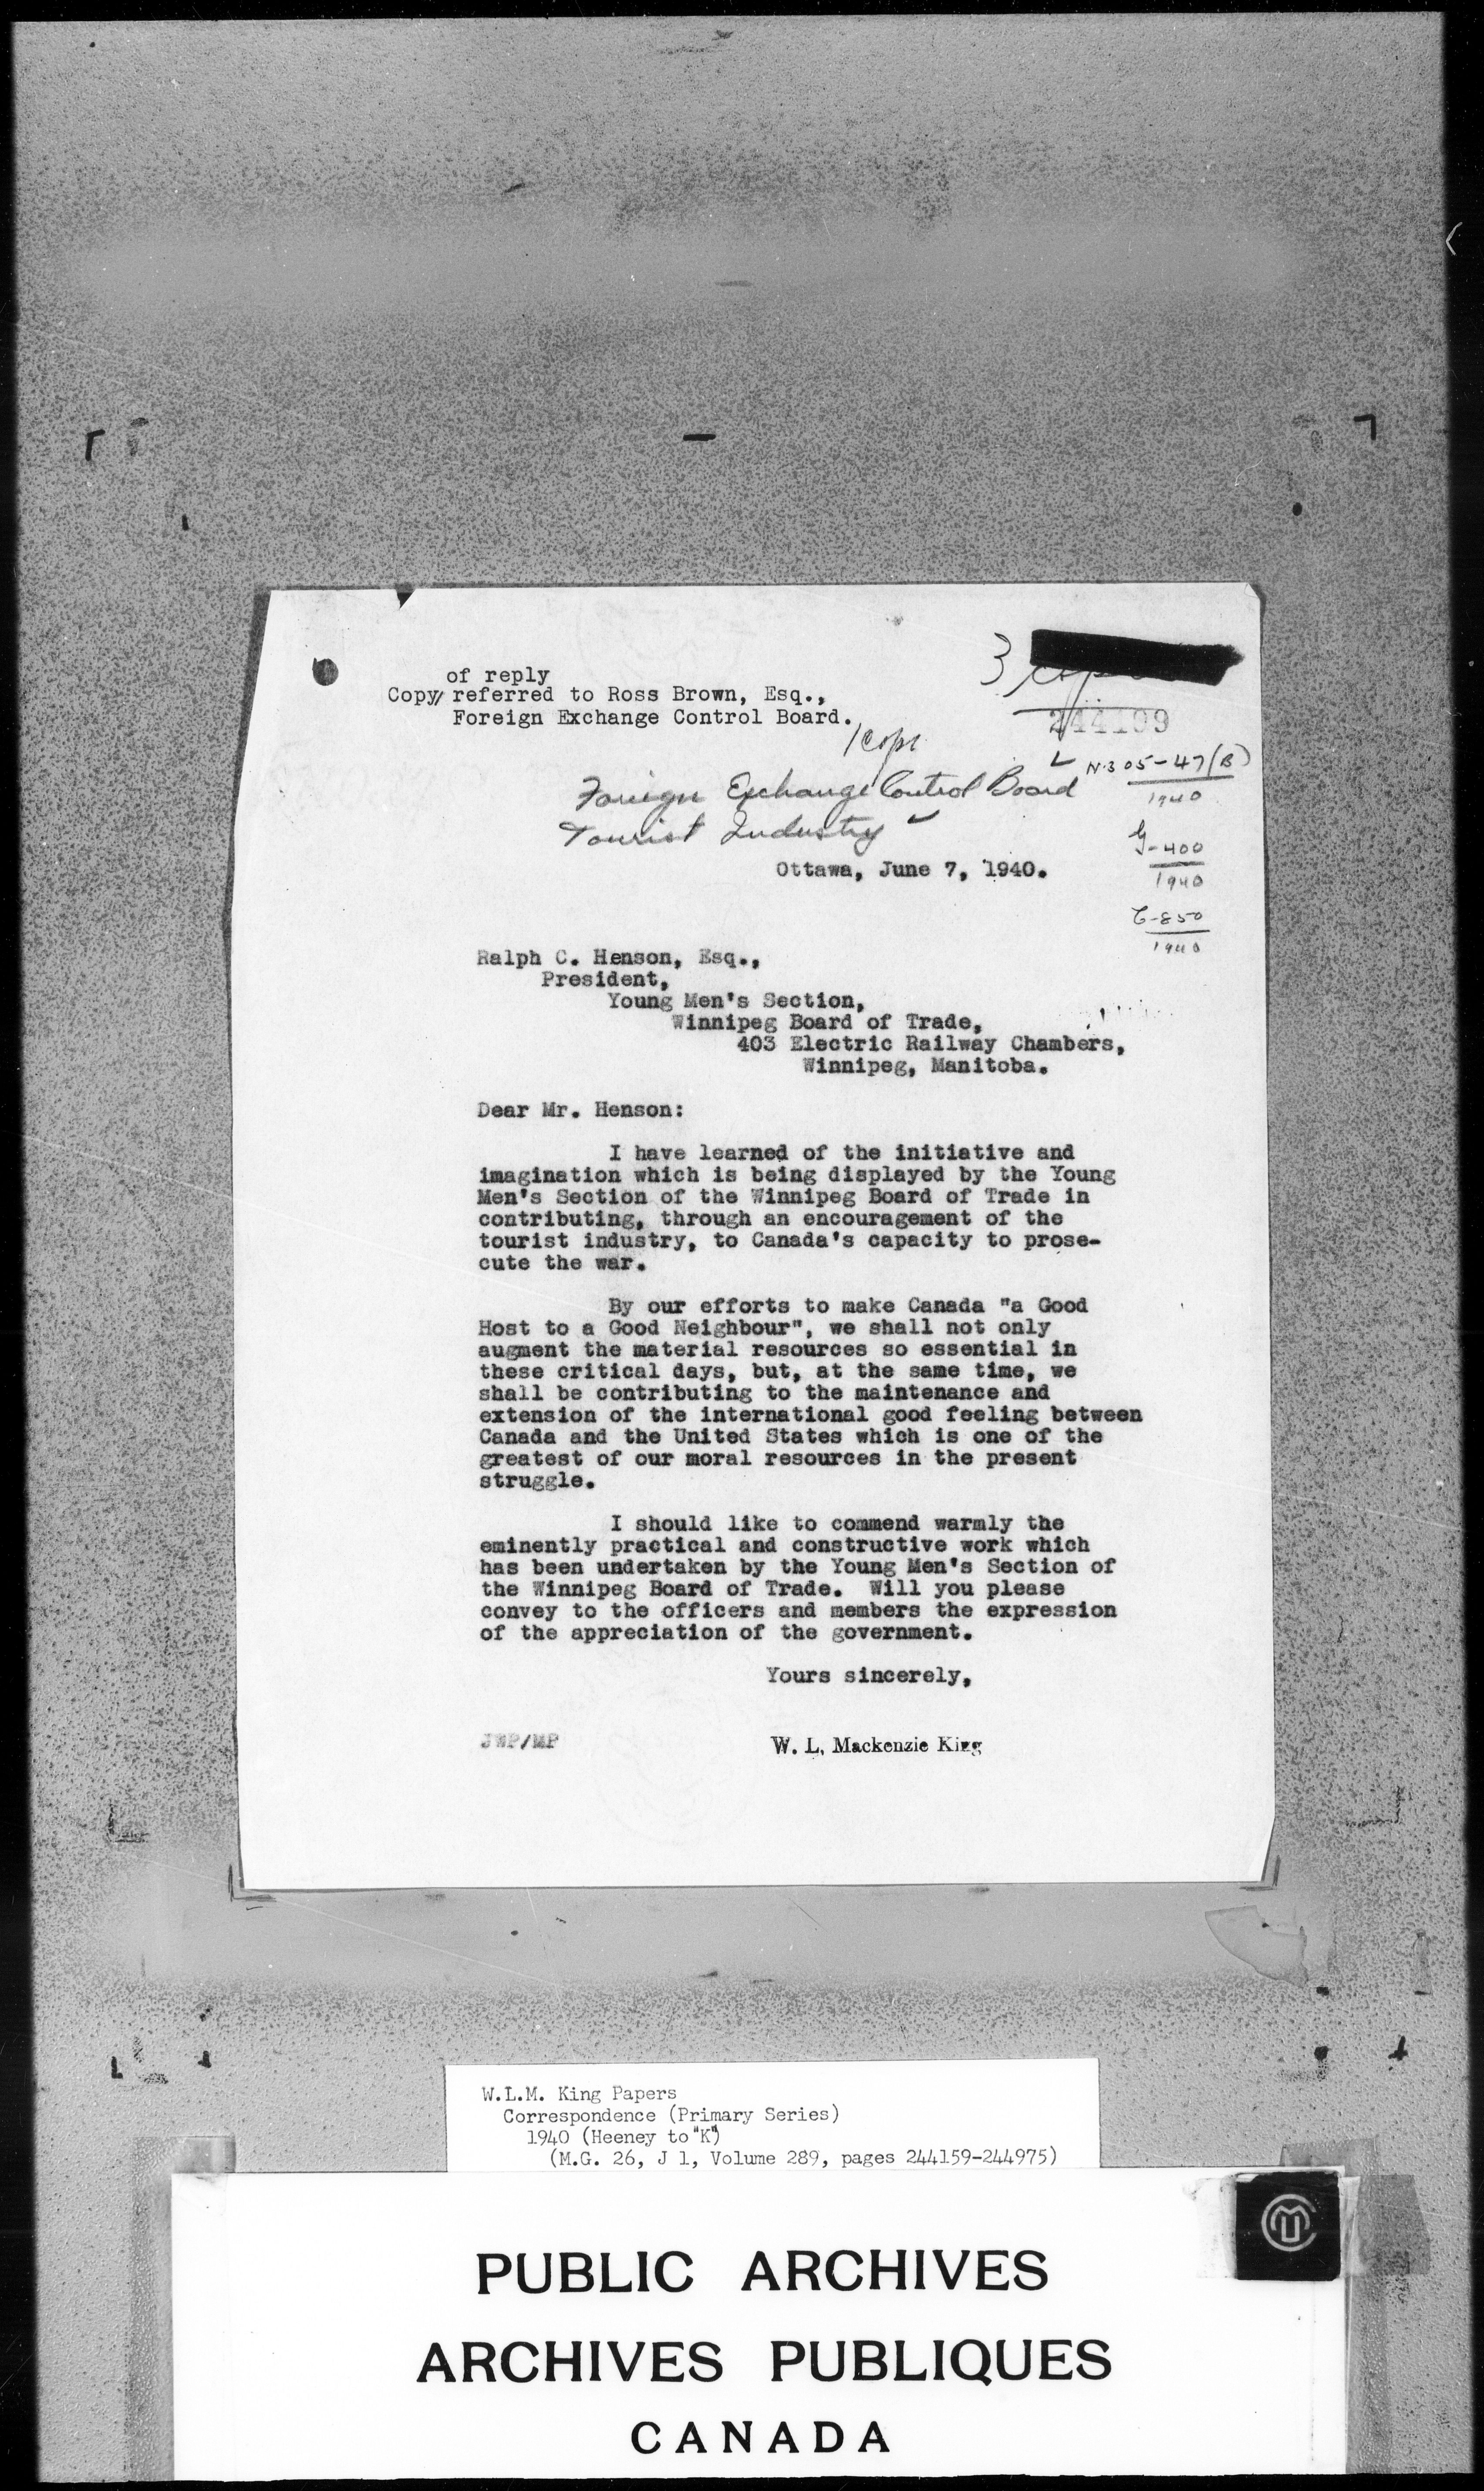 of reply
Copy/ referred to Ross Brown, Esq.,
Foreign Exchange Control Board.
3
244199
1 copy
Foreign Exchange Control Board
Tourist Industry
N-305-47(B)
1940
G-400
1940
T-850
1940
Ottawa, June 7, 1940.
Ralph C. Henson, Esq.,
President,
Young Men's Section,
Winnipeg Board of Trade,
403 Electric Railway Chambers,
Winnipeg, Manitoba.
Dear Mr. Henson:
I have learned of the initiative and
imagination which is being displayed by the Young
Men's Section of the Winnipeg Board of Trade in
contributing, through an encouragement of the
tourist industry, to Canada's capacity to prose-
cute the war.
By our efforts to make Canada "a Good
Host to a Good Neighbour", we shall not only
augment the material resources so essential in
these critical days, but, at the same time, we
shall be contributing to the maintenance and
extension of the international good feeling between
Canada and the United States which is one of the
greatest of our moral resources in the present
struggle.
I should like to commend warmly the
eminently practical and constructive work which
has been undertaken by the Young Men's Section of
the Winnipeg Board of Trade. Will you please
convey to the officers and members the expression
of the appreciation of the government.
Yours sincerely,
JWP/MP
W. L. Mackenzie King
W.L.M. King Papers
Correspondence (Primary Series)
1940 (Heeney to "K")
(M.G. 26, J 1, Volume 289, pages 244159-244975)
PUBLIC ARCHIVES
ARCHIVES PUBLIQUES
CANADA